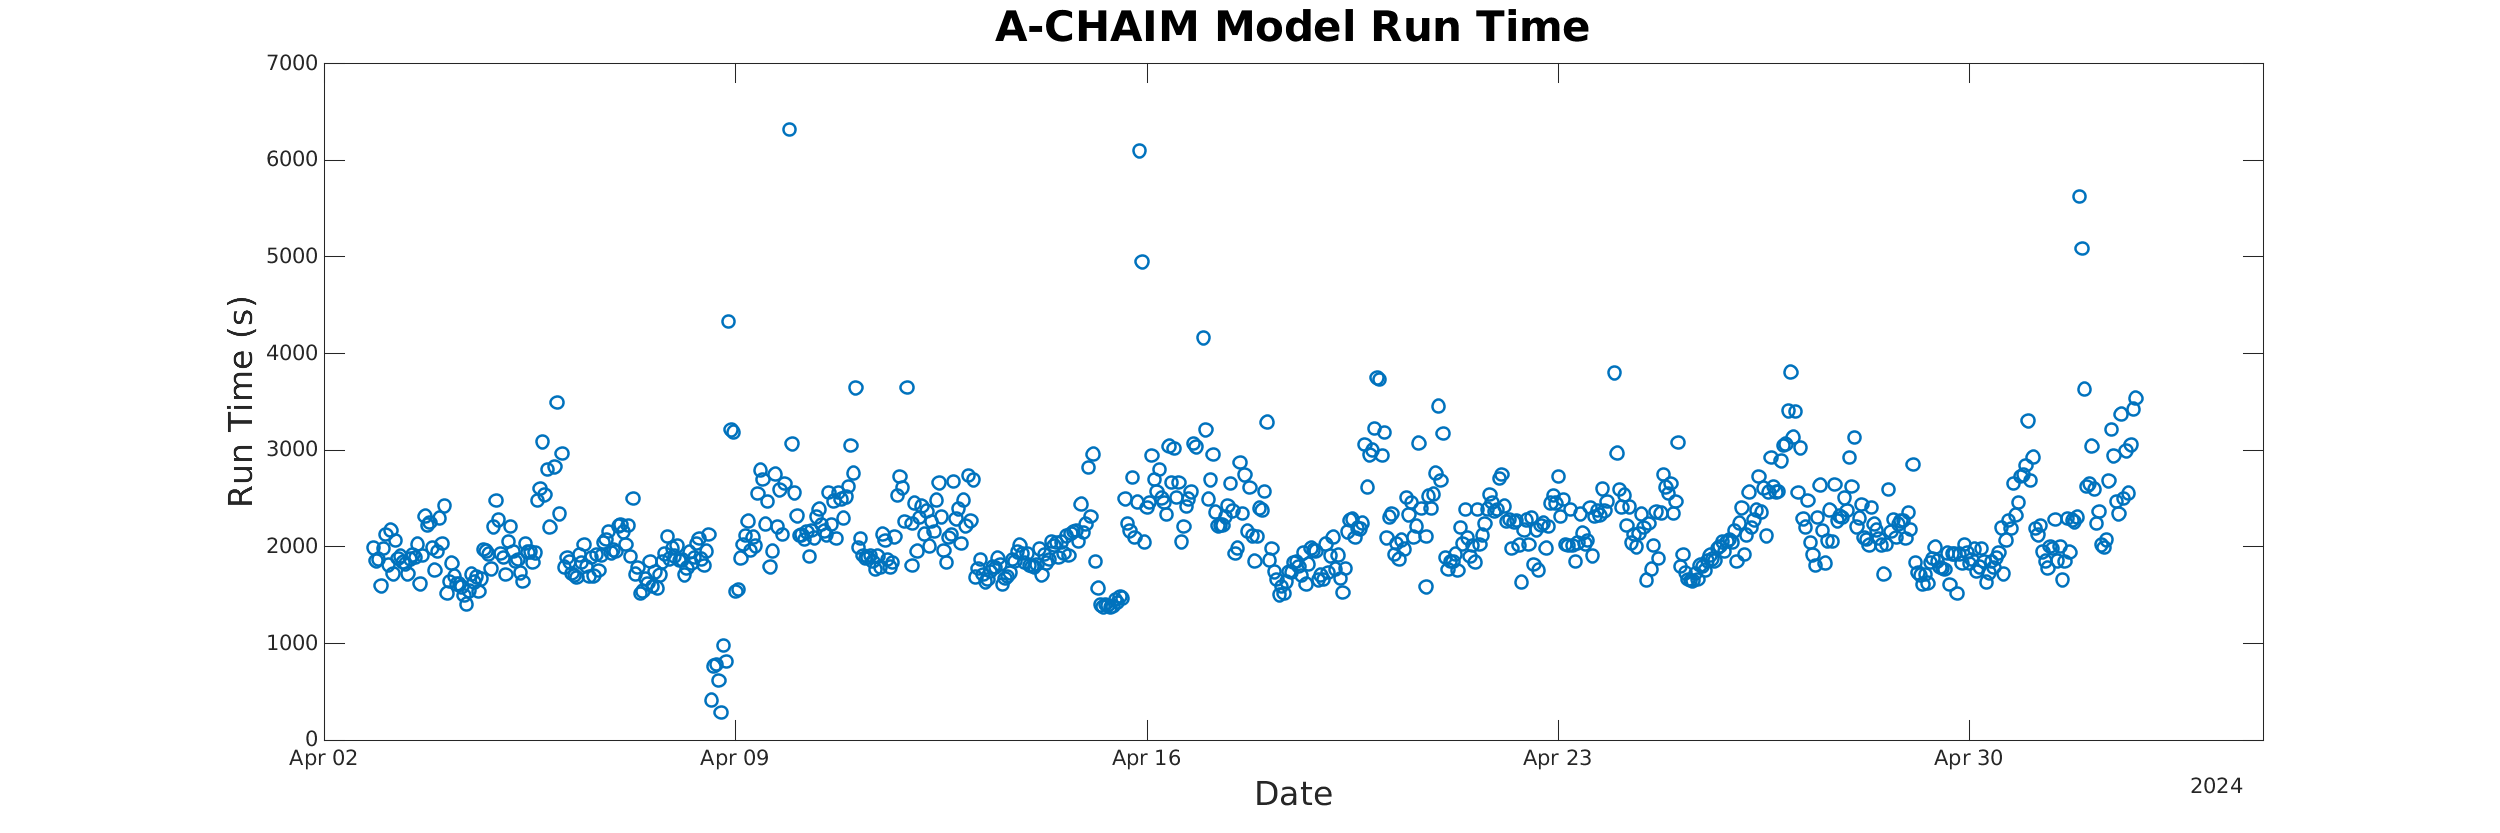 A-CHAIM Model Run Time
7000
6000
5000
4000
3000
2000
1000
0
Run Time (s)
Apr 02 Apr 09 Apr 16 Apr 23 Apr 30
2024
Date